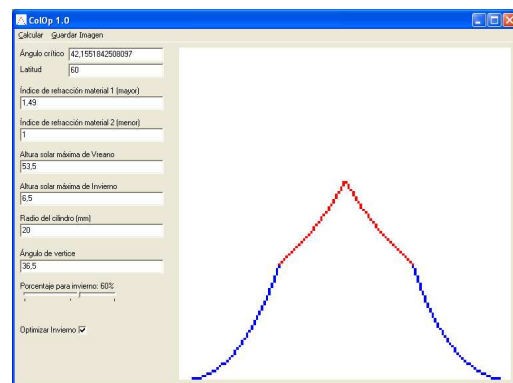 ColOp 1.0
Calcular Guardar Imagen
Ángulo crítico 42,1551842508097
Latitud 60
Índice de refracción material 1 (mayor)
1,49
Índice de refracción material 2 (menor)
1
Altura solar máxima de Vreano
53,5
Altura solar máxima de Invierno
6,5
Radio del cilindro (mm)
20
Ángulo de vertice
36,5
Porcentaje para invierno: 60%
Optimizar Invierno